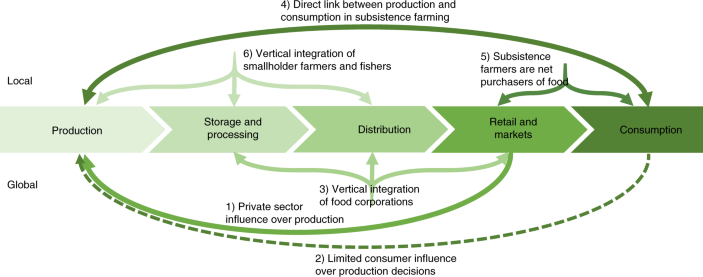 4) Direct link between production and
consumption in subsistence farming
6) Vertical integration of
smallholder farmers and fishers
5) Subsistence
farmers are net
purchasers of food
Local
Production
Storage and
processing
Distribution
Retail and
markets
Consumption
Global
3) Vertical integration
of food corporations
1) Private sector
influence over production
2) Limited consumer influence
over production decisions